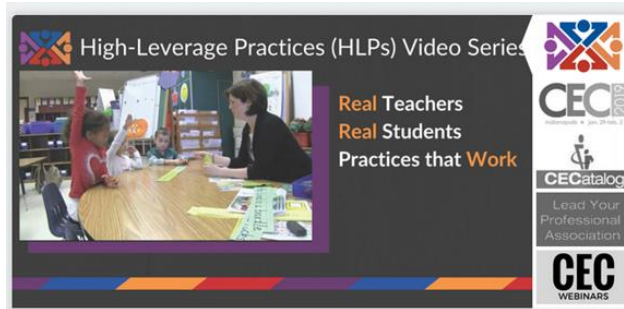 High-Leverage Practices (HLPs) Video Series
Real Teachers
Real Students
Practices that Work
CEC 2019
CECatalog
Lead Your
Professional
Association
CEC
WEBINARS